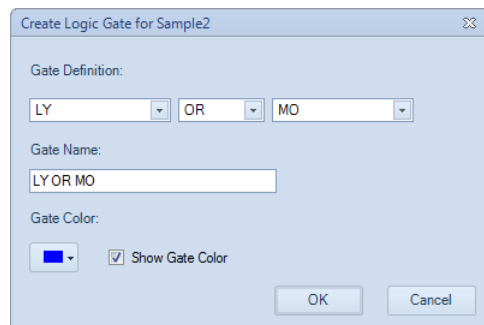 Create Logic Gate for Sample2
Gate Definition:
LY OR MO
Gate Name:
LY OR MO
Gate Color:
Show Gate Color
OK Cancel